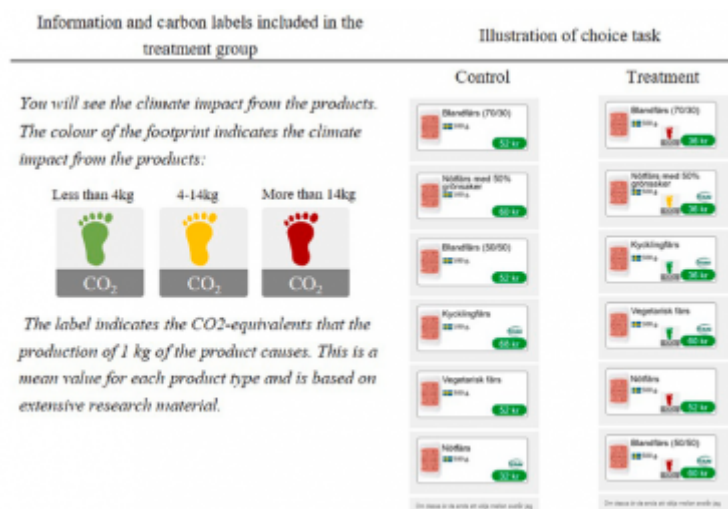 Information and carbon labels included in the
treatment group
Illustration of choice task
Control
Treatment
You will see the climate impact from the products.
The colour of the footprint indicates the climate
impact from the products:
Less than 4kg
4-14kg
More than 14kg
CO2
CO2
CO2
The label indicates the CO2-equivalents that the
production of 1 kg of the product causes. This is a
mean value for each product type and is based on
extensive research material.
Blandfärs (70/30)
52 kr
Nötfärs med 50%
grönsaker
60 kr
Blandfärs (50/50)
52 kr
Kycklingfärs
68 kr
Vegetarisk färs
52 kr
Nötfärs
32 kr
Blandfärs (70/30)
36 kr
Nötfärs med 50%
grönsaker
36 kr
Kycklingfärs
36 kr
Vegetarisk färs
60 kr
Nötfärs
52 kr
Blandfärs (50/50)
60 kr